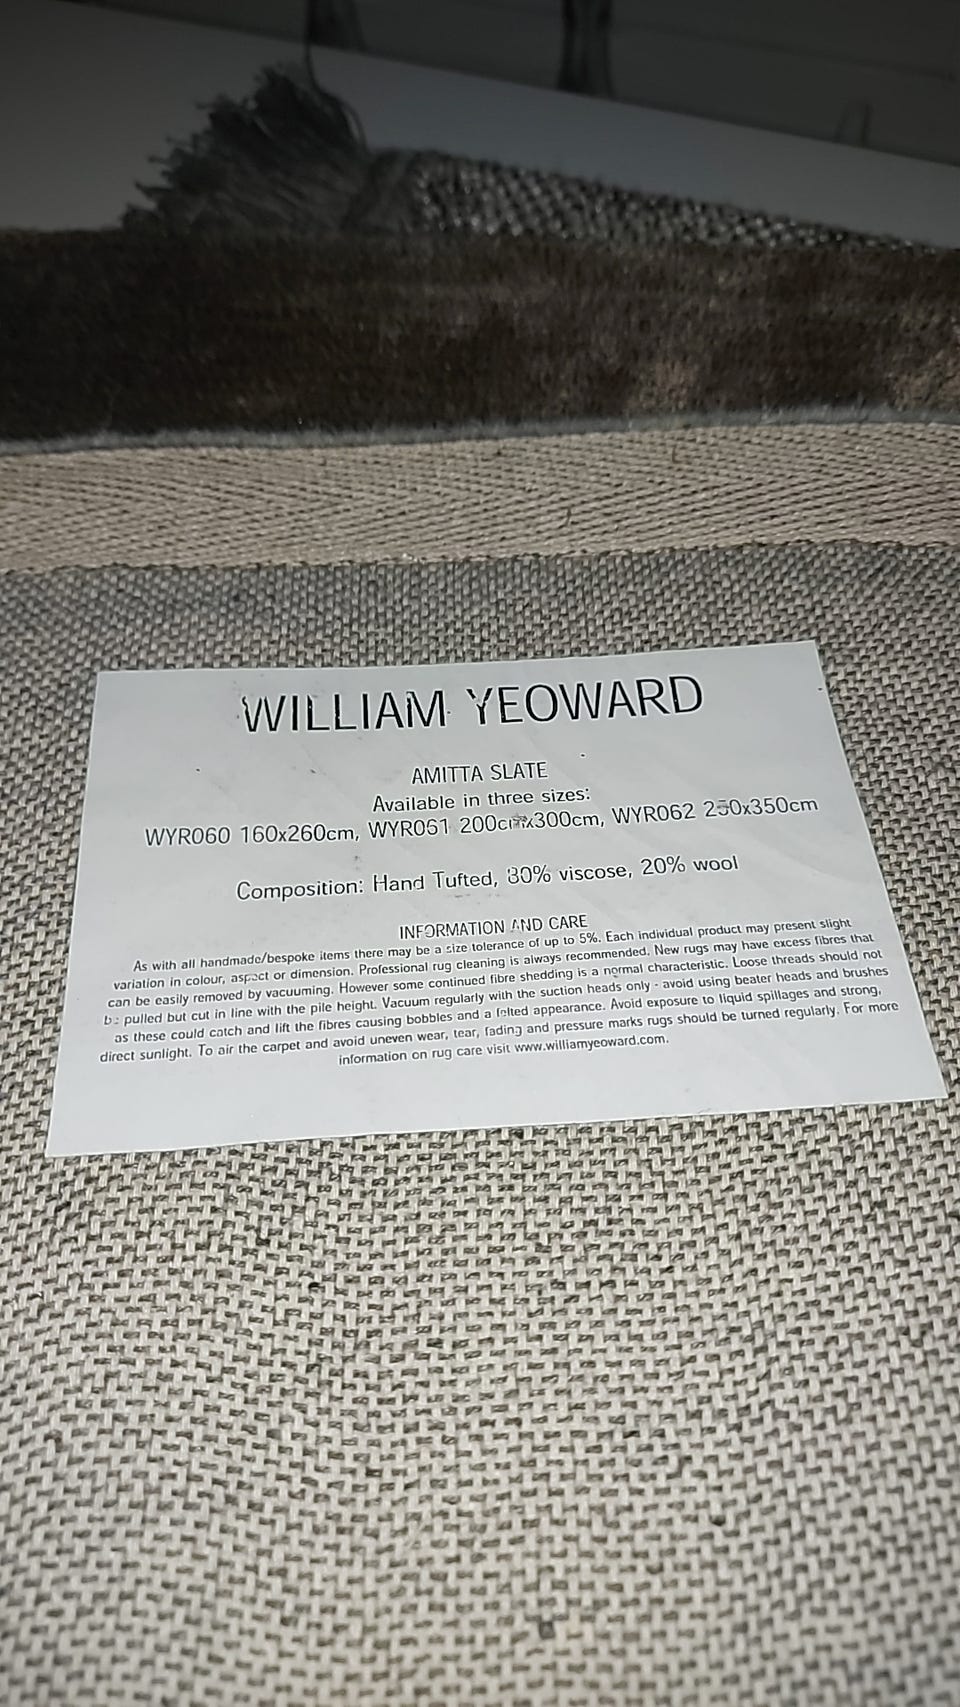 WILLIAM YEOWARD
AMITTA SLATE
Available in three sizes:
WYR060 160x260cm, WYR061 200cmx300cm, WYR062 250x350cm
Composition: Hand Tufted, 80% viscose, 20% wool
INFORMATION AND CARE
As with all handmade/bespoke items there may be a size tolerance of up to 5%. Each individual product may present slight
variation in colour, aspect or dimension. Professional rug cleaning is always recommended. New rugs may have excess fibres that
can be easily removed by vacuuming. However some continued fibre shedding is a normal characteristic. Loose threads should not
be pulled but cut in line with the pile height. Vacuum regularly with the suction heads only - avoid using beater heads and brushes
as these could catch and lift the fibres causing bobbles and a felted appearance. Avoid exposure to liquid spillages and strong,
direct sunlight. To air the carpet and avoid uneven wear, tear, fading and pressure marks rugs should be turned regularly. For more
information on rug care visit www.williamyeoward.com.